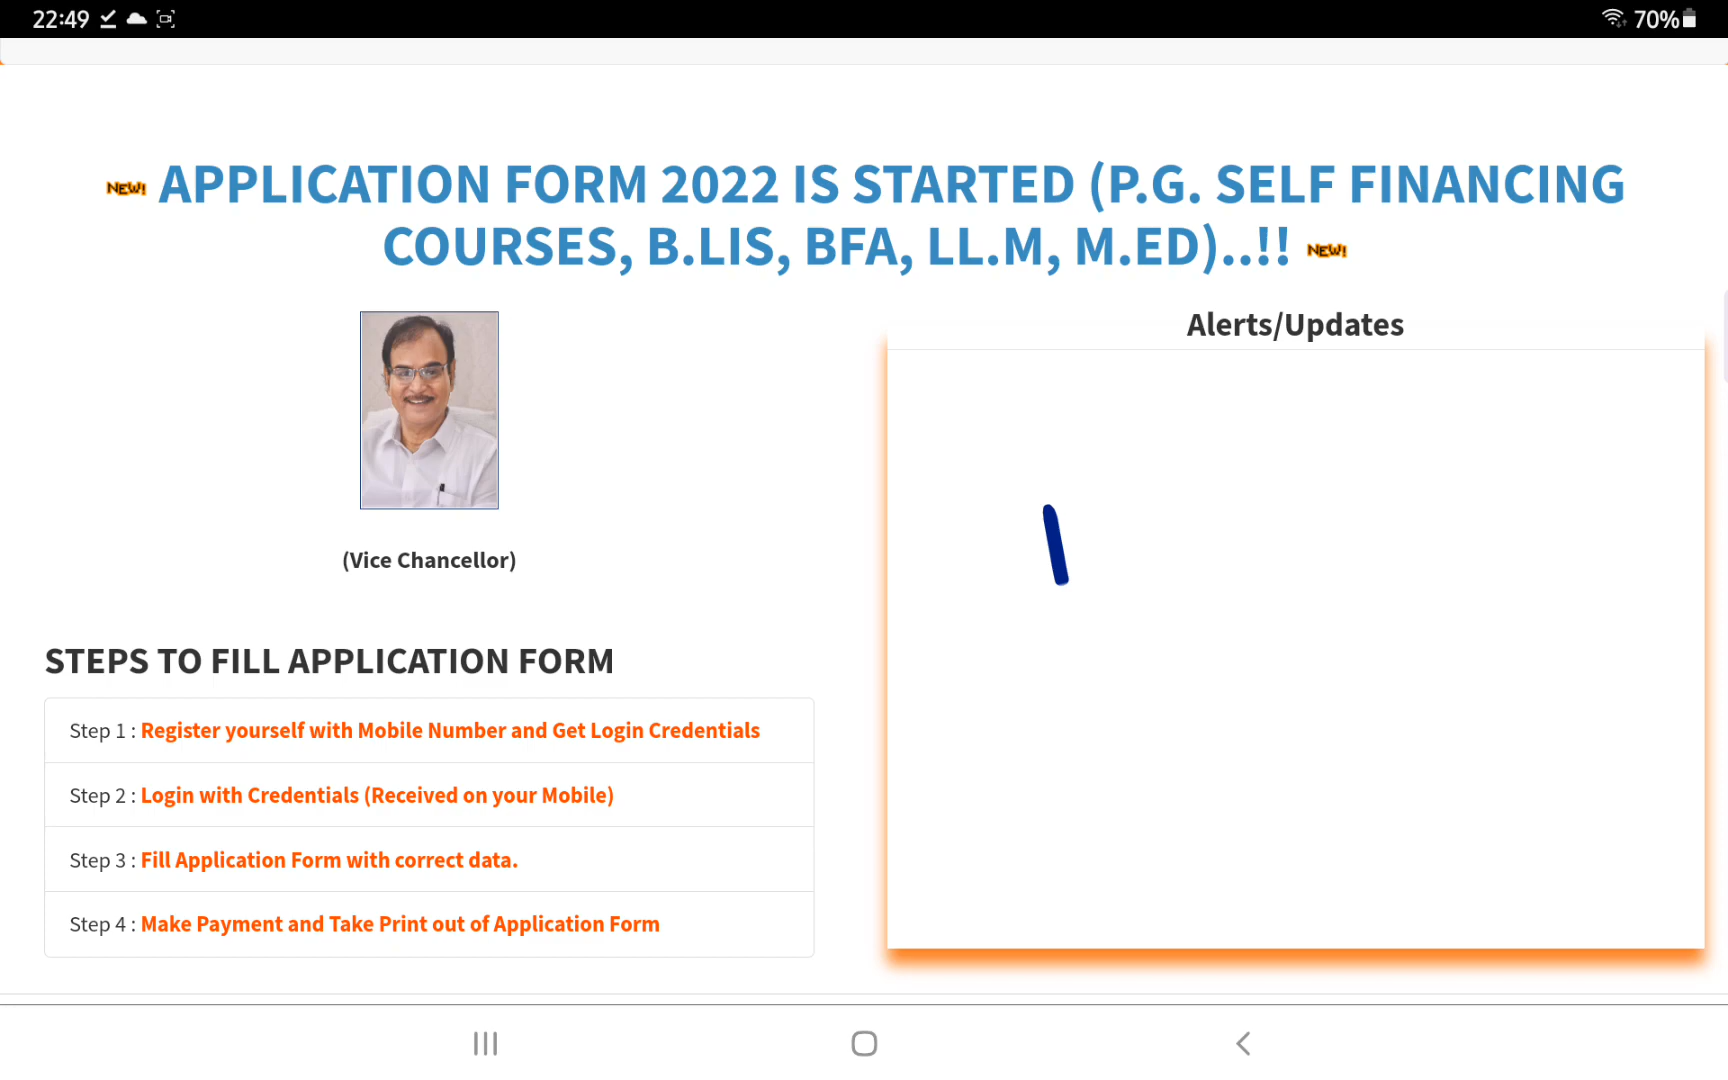 22:49
70%
NEW! APPLICATION FORM 2022 IS STARTED (P.G. SELF FINANCING
COURSES, B.LIS, BFA, LL.M, M.ED)..!! NEW!
(Vice Chancellor)
STEPS TO FILL APPLICATION FORM
Step 1 : Register yourself with Mobile Number and Get Login Credentials
Step 2 : Login with Credentials (Received on your Mobile)
Step 3 : Fill Application Form with correct data.
Step 4 : Make Payment and Take Print out of Application Form
Alerts/Updates